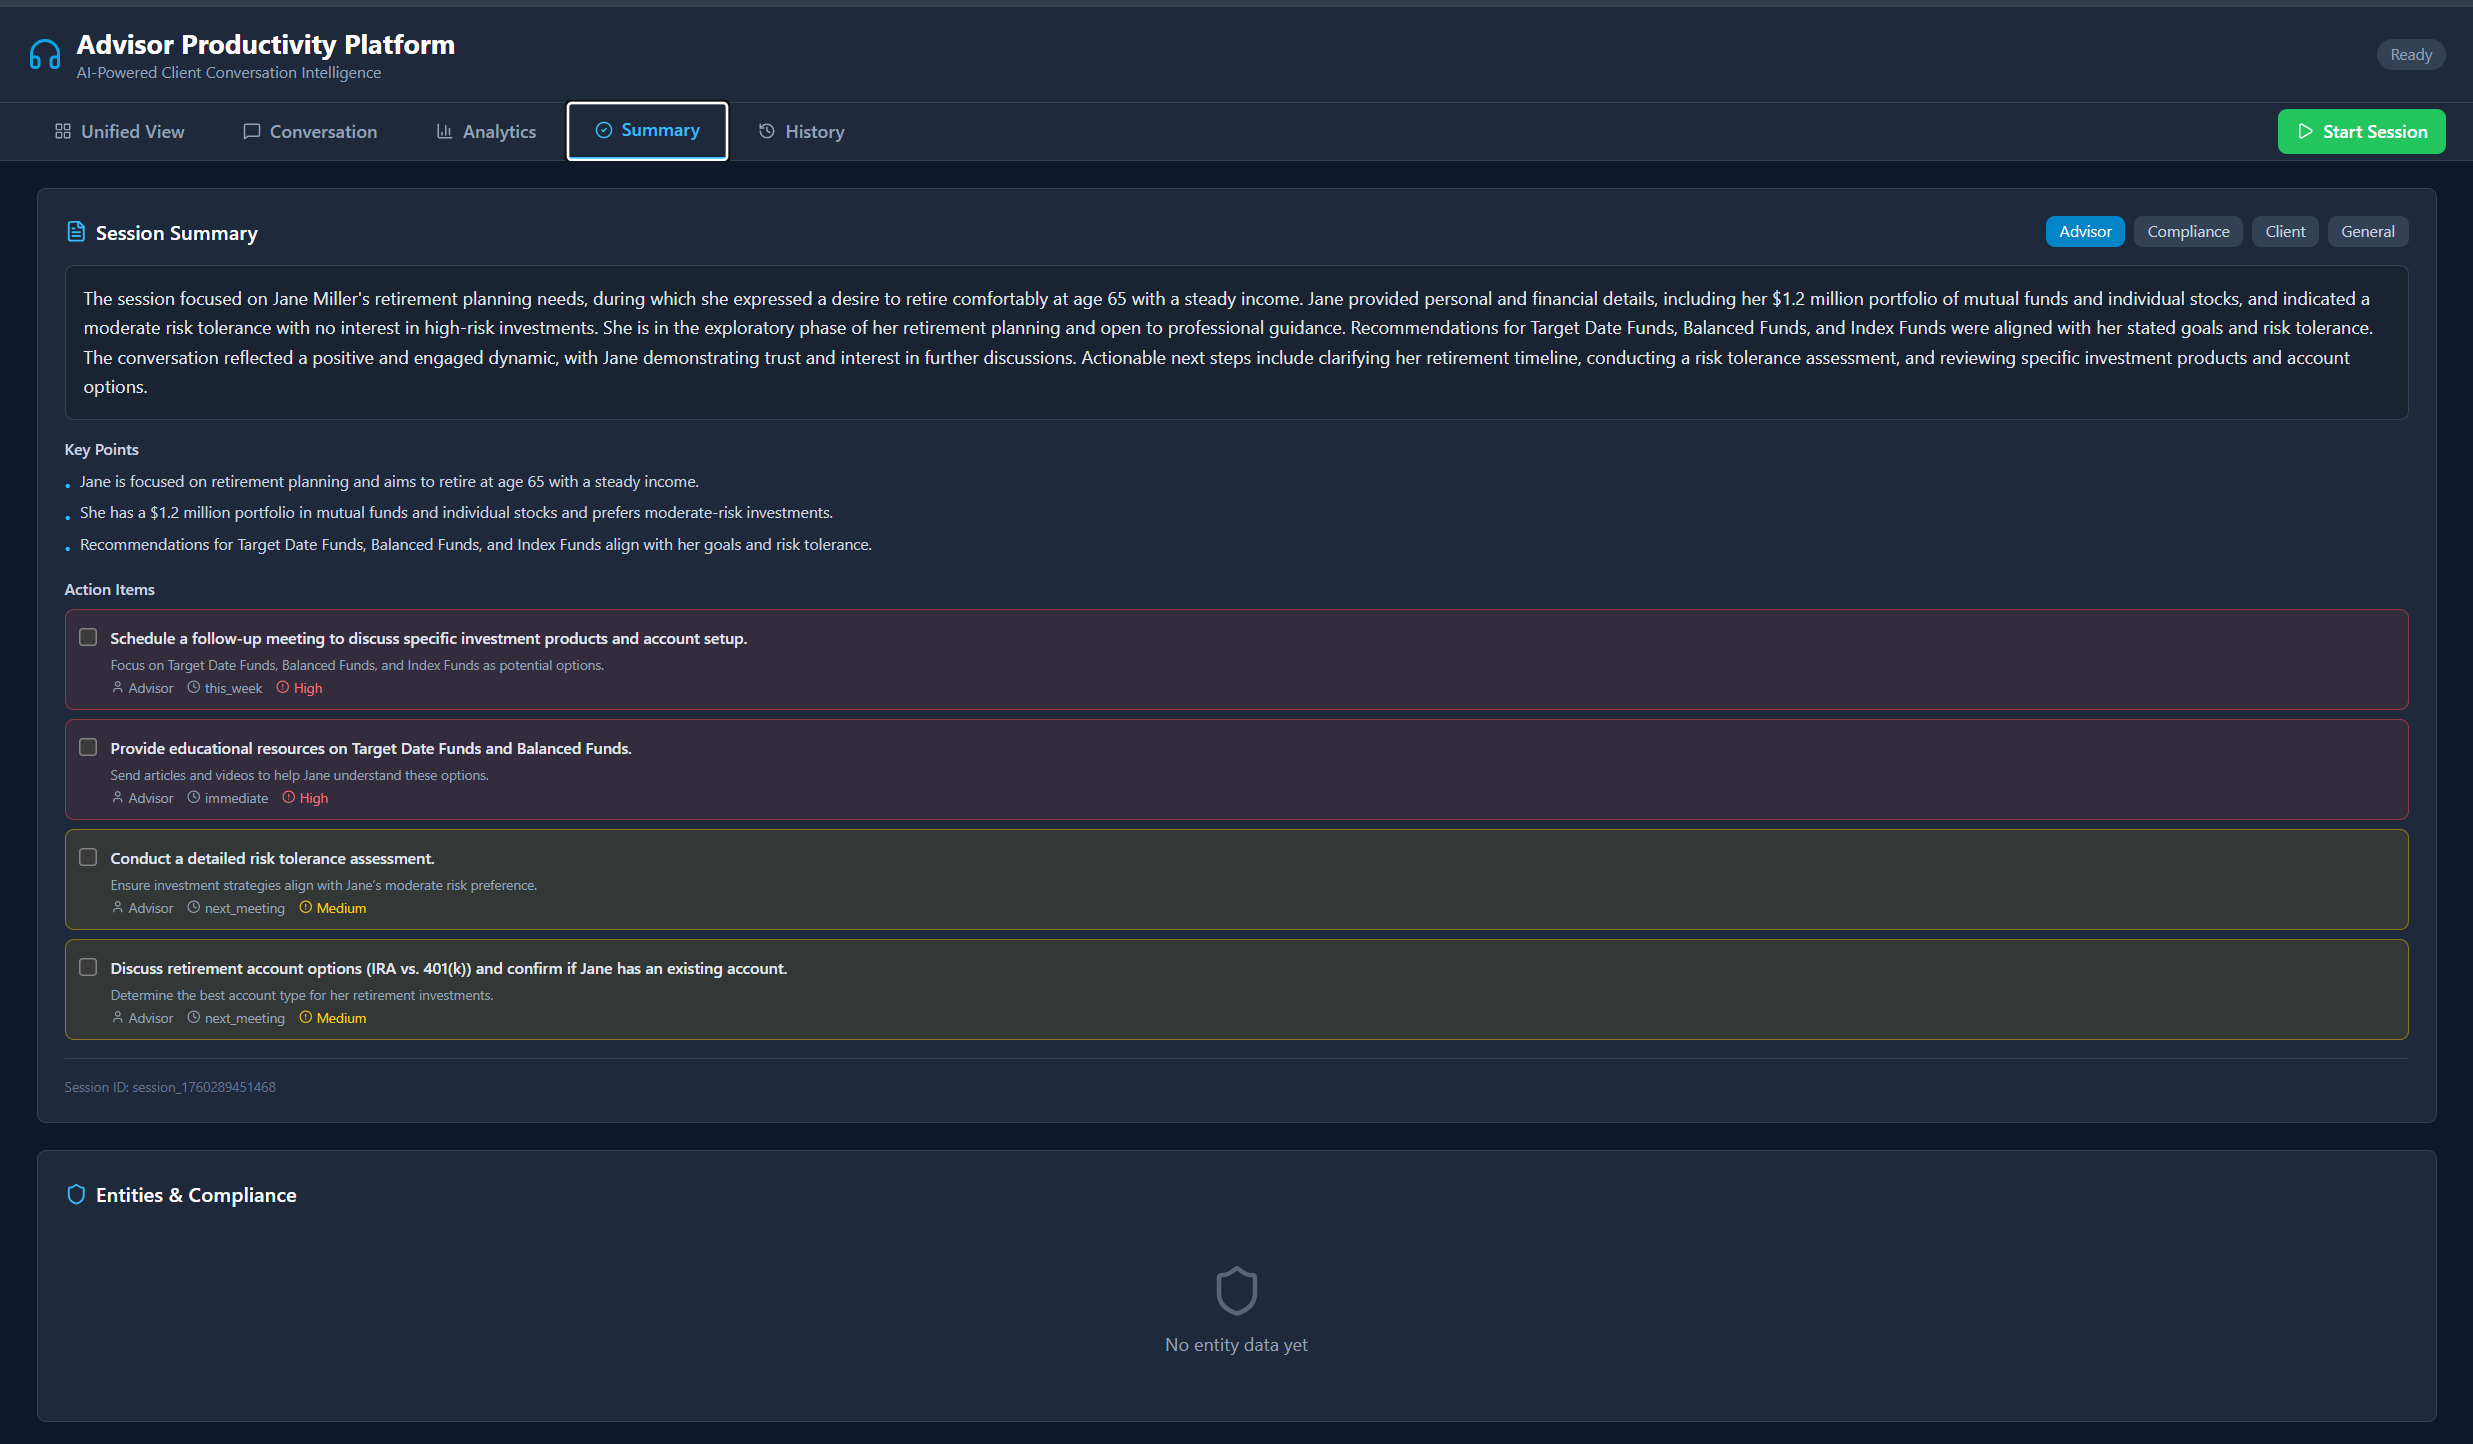 Advisor Productivity Platform
AI-Powered Client Conversation Intelligence
Ready
Unified View
Conversation
Analytics
Summary
History
Start Session
Session Summary
Advisor
Compliance
Client
General
The session focused on Jane Miller's retirement planning needs, during which she expressed a desire to retire comfortably at age 65 with a steady income. Jane provided personal and financial details, including her $1.2 million portfolio of mutual funds and individual stocks, and indicated a
moderate risk tolerance with no interest in high-risk investments. She is in the exploratory phase of her retirement planning and open to professional guidance. Recommendations for Target Date Funds, Balanced Funds, and Index Funds were aligned with her stated goals and risk tolerance.
The conversation reflected a positive and engaged dynamic, with Jane demonstrating trust and interest in further discussions. Actionable next steps include clarifying her retirement timeline, conducting a risk tolerance assessment, and reviewing specific investment products and account
options.
Key Points
• Jane is focused on retirement planning and aims to retire at age 65 with a steady income.
• She has a $1.2 million portfolio in mutual funds and individual stocks and prefers moderate-risk investments.
• Recommendations for Target Date Funds, Balanced Funds, and Index Funds align with her goals and risk tolerance.
Action Items
Schedule a follow-up meeting to discuss specific investment products and account setup.
Focus on Target Date Funds, Balanced Funds, and Index Funds as potential options.
Advisor this_week High
Provide educational resources on Target Date Funds and Balanced Funds.
Send articles and videos to help Jane understand these options.
Advisor immediate High
Conduct a detailed risk tolerance assessment.
Ensure investment strategies align with Jane's moderate risk preference.
Advisor next_meeting Medium
Discuss retirement account options (IRA vs. 401(k)) and confirm if Jane has an existing account.
Determine the best account type for her retirement investments.
Advisor next_meeting Medium
Session ID: session_1760289451468
Entities & Compliance
No entity data yet